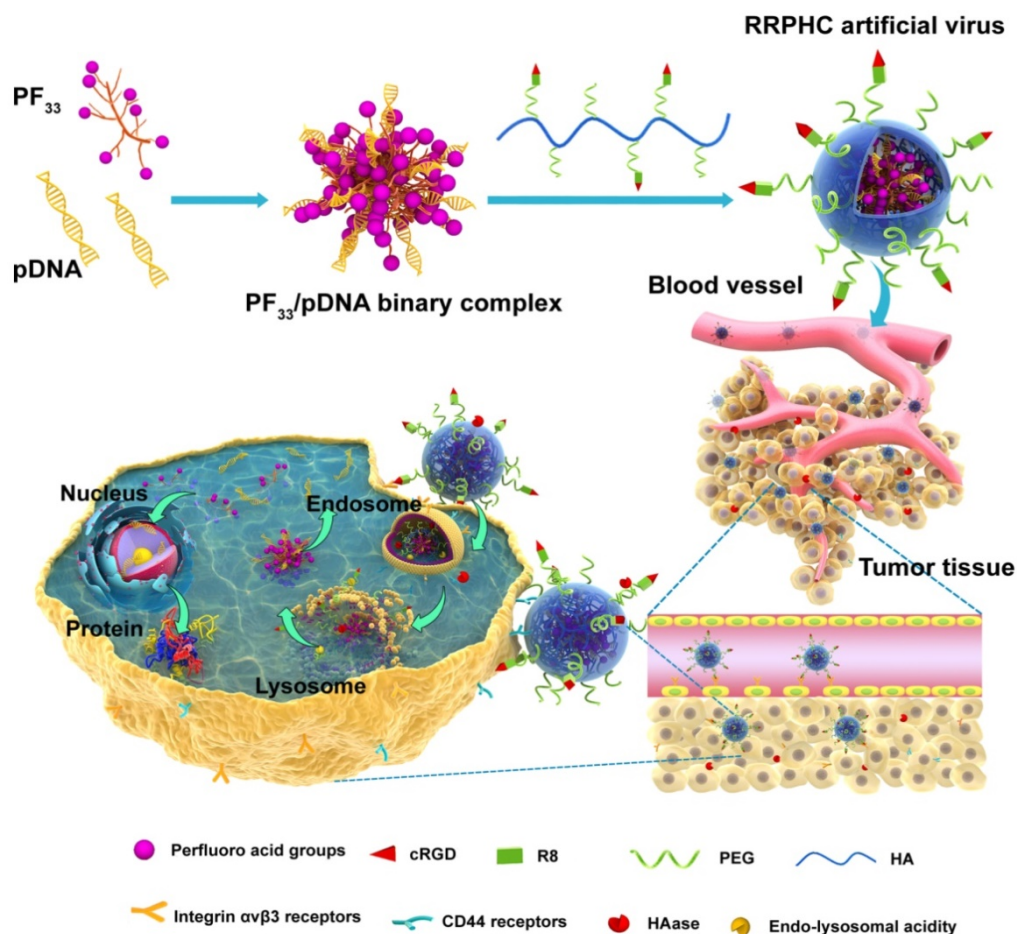 RRPHC artificial virus
PF33
pDNA
PF33/pDNA binary complex
Blood vessel
Nucleus
Endosome
Tumor tissue
Protein
Lysosome
Perfluoro acid groups
cRGD
R8
PEG
HA
Integrin αvβ3 receptors
CD44 receptors
HAase
Endo-lysosomal acidity